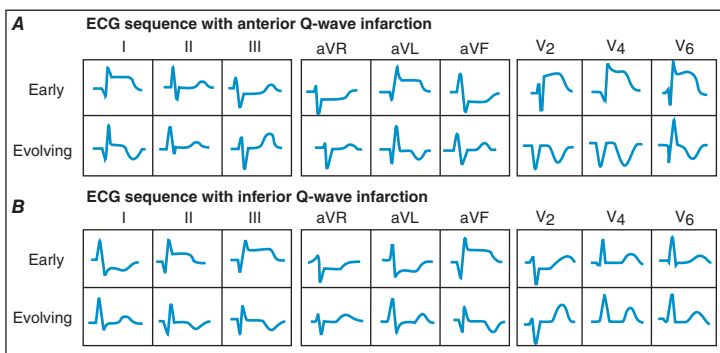 A ECG sequence with anterior Q-wave infarction
I II III aVR aVL aVF V2 V4 V6
Early
Evolving
B ECG sequence with inferior Q-wave infarction
I II III aVR aVL aVF V2 V4 V6
Early
Evolving